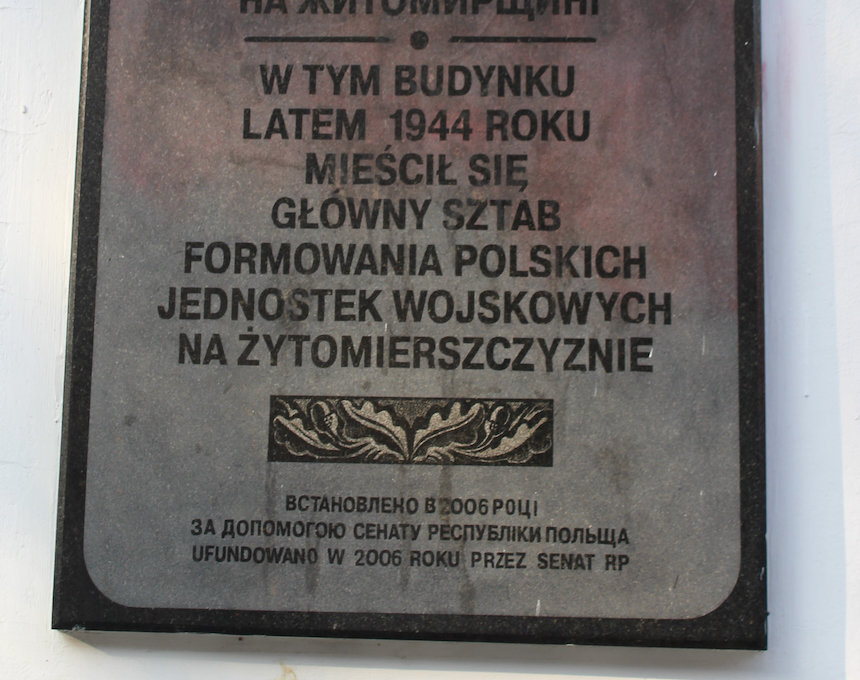 НА ЖИТОМИРЩИНІ
W TYM BUDYNKU
LATEM 1944 ROKU
MIEŚCIŁ SIĘ
GŁÓWNY SZTAB
FORMOWANIA POLSKICH
JEDNOSTEK WOJSKOWYCH
NA ŻYTOMIERSZCZYZNIE
ВСТАНОВЛЕНО В 2006 РОЦІ
ЗА ДОПОМОГОЮ СЕНАТУ РЕСПУБЛІКИ ПОЛЬЩА
UFUNDOWANO W 2006 ROKU PRZEZ SENAT RP